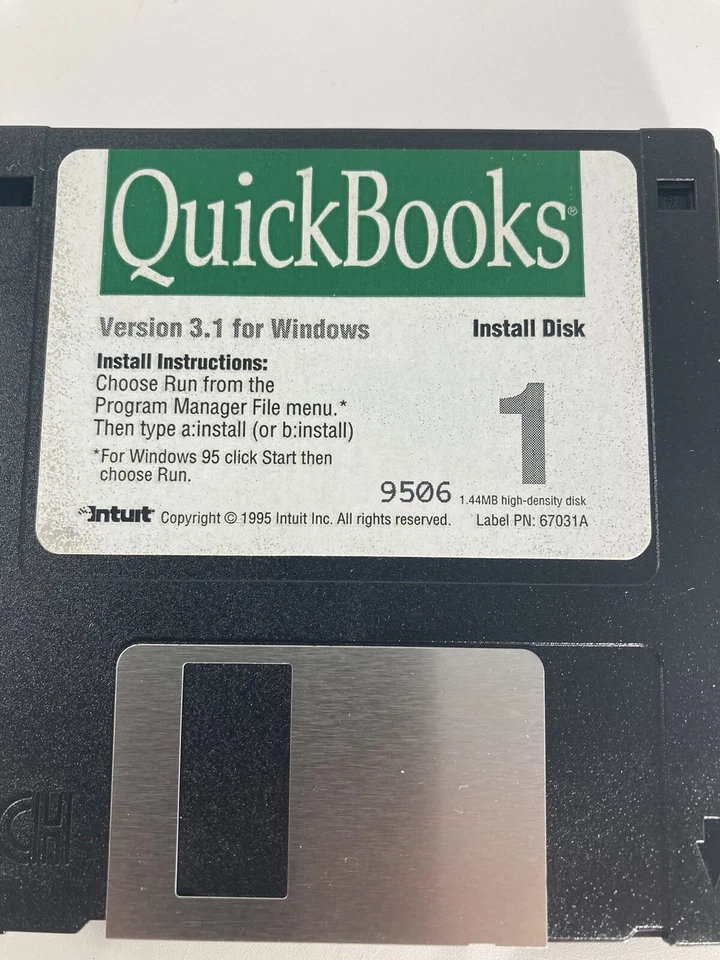 QuickBooks®
Version 3.1 for Windows
Install Disk
Install Instructions:
Choose Run from the
Program Manager File menu.*
Then type a:install (or b:install)
*For Windows 95 click Start then
choose Run.
1
9506
1.44MB high-density disk
Intuit® Copyright © 1995 Intuit Inc. All rights reserved.
Label PN: 67031A